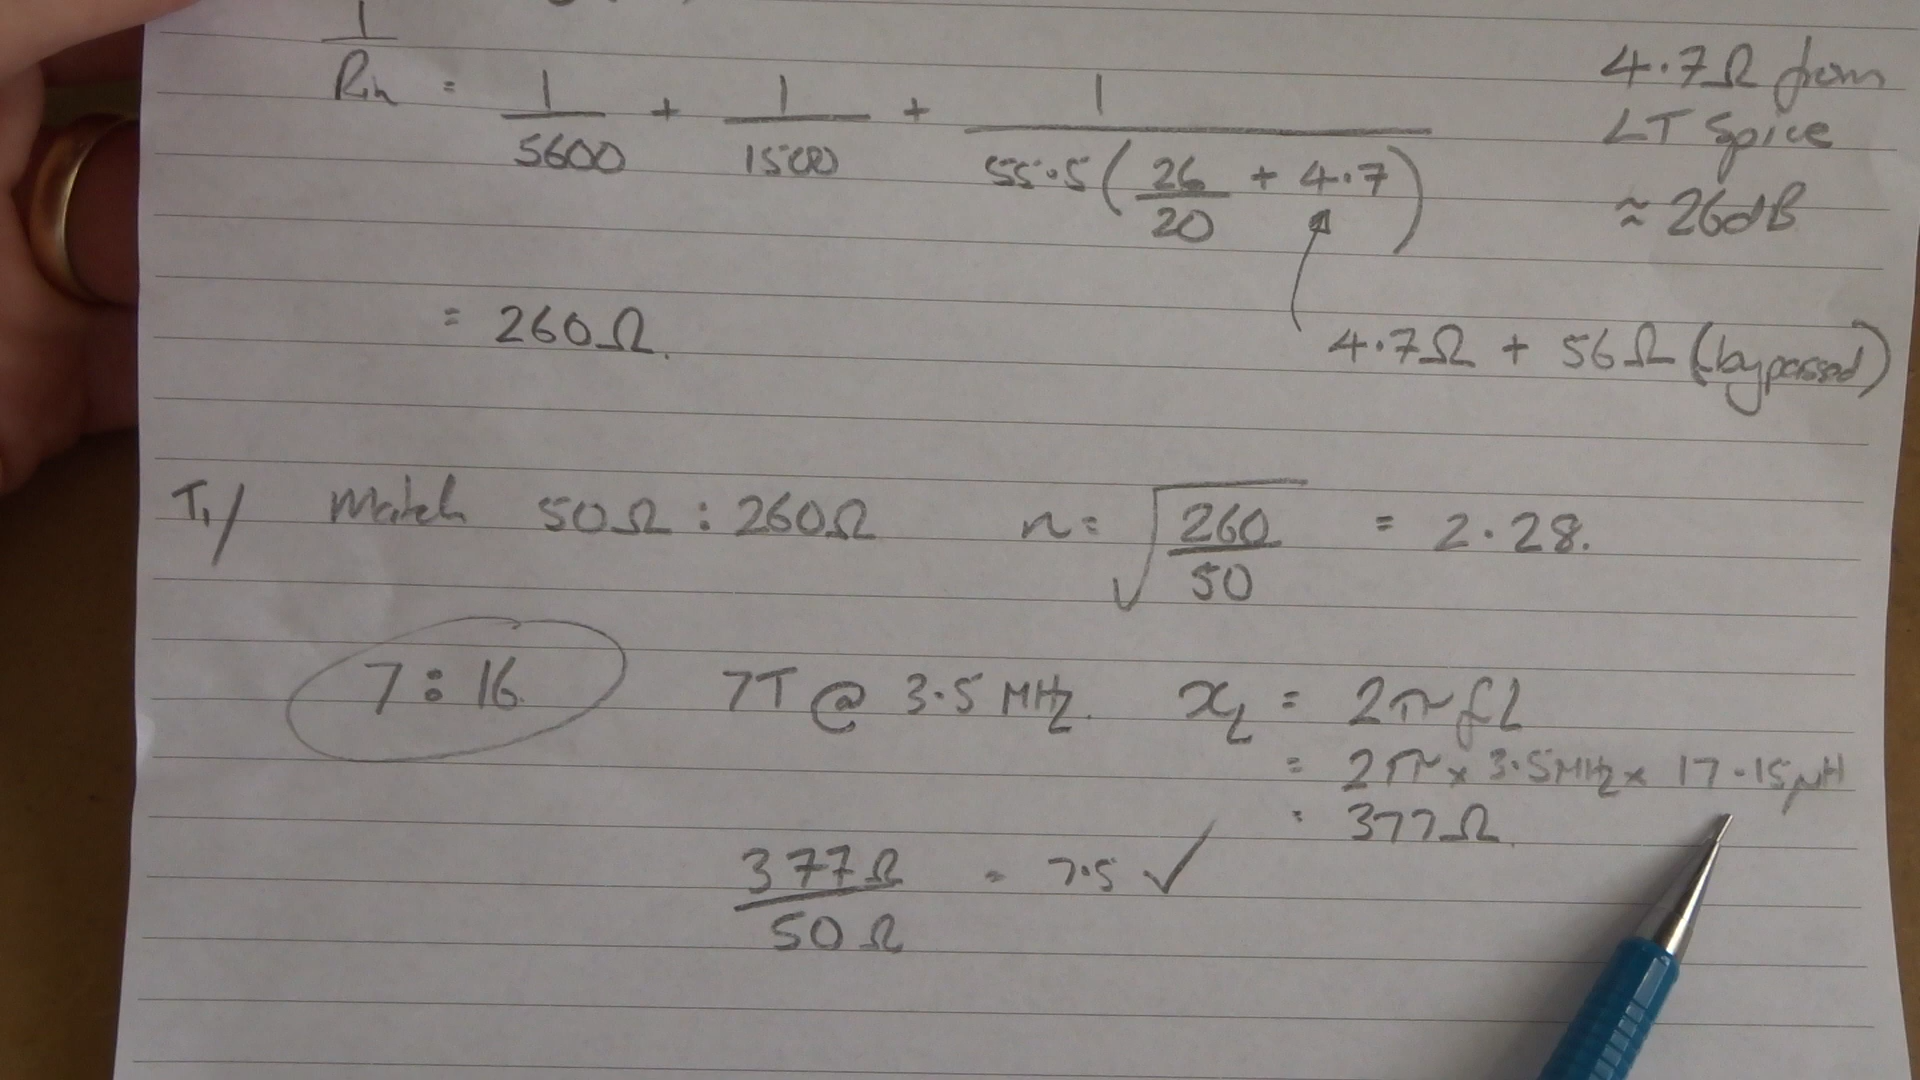 1/Rin = 1/5600 + 1/1500 + 1/(55.5(26/20 + 4.7))
4.7Ω from
LT Spice
≈ 26dB
= 260Ω.
4.7Ω + 56Ω (bypassed)
T1/ Match 50Ω : 260Ω n = √(260/50) = 2.28.
7:16 7T @ 3.5 MHz. XL = 2πfL
= 2π x 3.5MHz x 17.15μH
= 377Ω.
377Ω/50Ω = 7.5 ✓